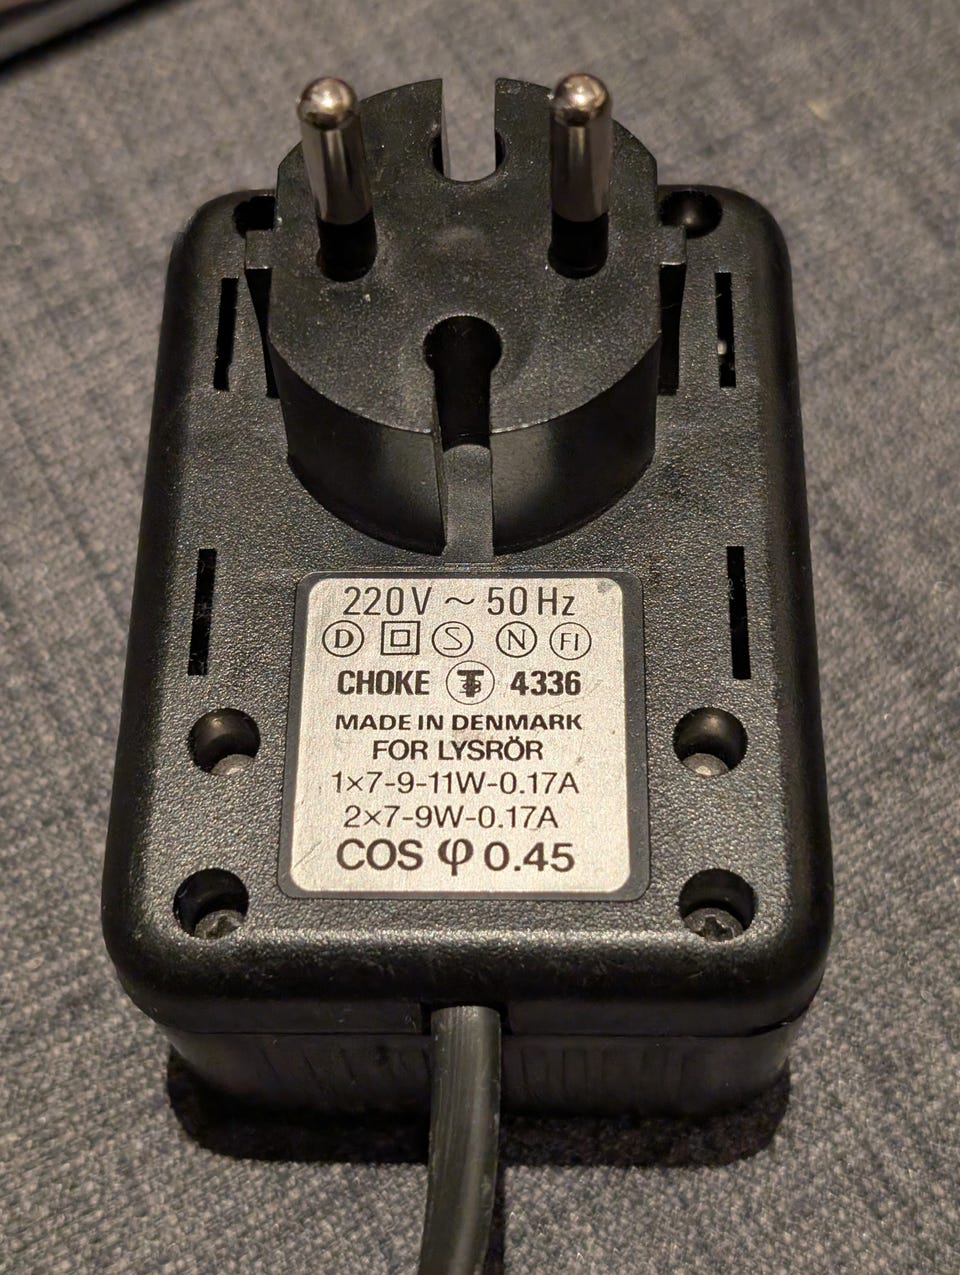 220V ~ 50Hz
D S N FI
CHOKE 4336
MADE IN DENMARK
FOR LYSRÖR
1×7-9-11W-0.17A
2×7-9W-0.17A
COS φ 0.45